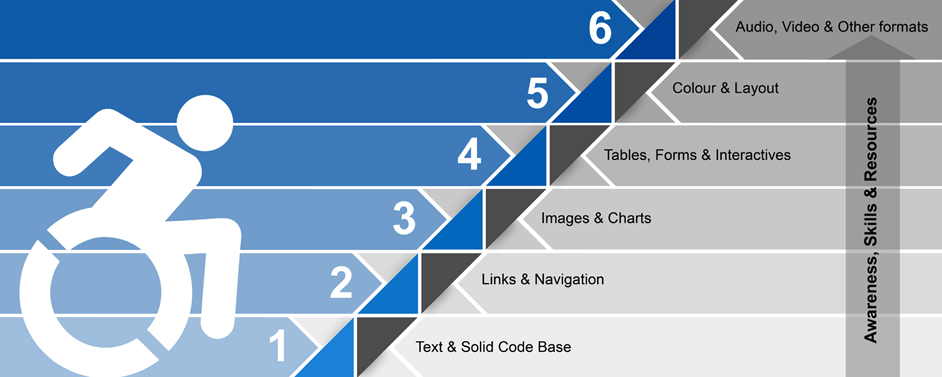 6 Audio, Video & Other formats
5 Colour & Layout
4 Tables, Forms & Interactives
3 Images & Charts
2 Links & Navigation
1 Text & Solid Code Base
Awareness, Skills & Resources